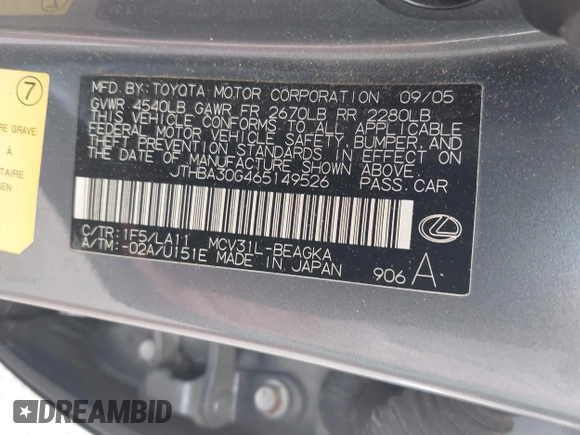 7
E GRAVE:
À
ITAIRE.
GEN
MFD. BY: TOYOTA MOTOR CORPORATION 09/05
GVWR 4540LB GAWR FR 2670LB RR 2280LB
THIS VEHICLE CONFORMS TO ALL APPLICABLE
FEDERAL MOTOR VEHICLE SAFETY, BUMPER, AND
THEFT PREVENTION STANDARDS IN EFFECT ON
THE DATE OF MANUFACTURE SHOWN ABOVE.
JTHBA30G465149526 PASS. CAR
C/TR: 1F5/LA11 MCV31L-BEAGKA
A/TM: -02A/U151E MADE IN JAPAN
906 A
DREAMBID